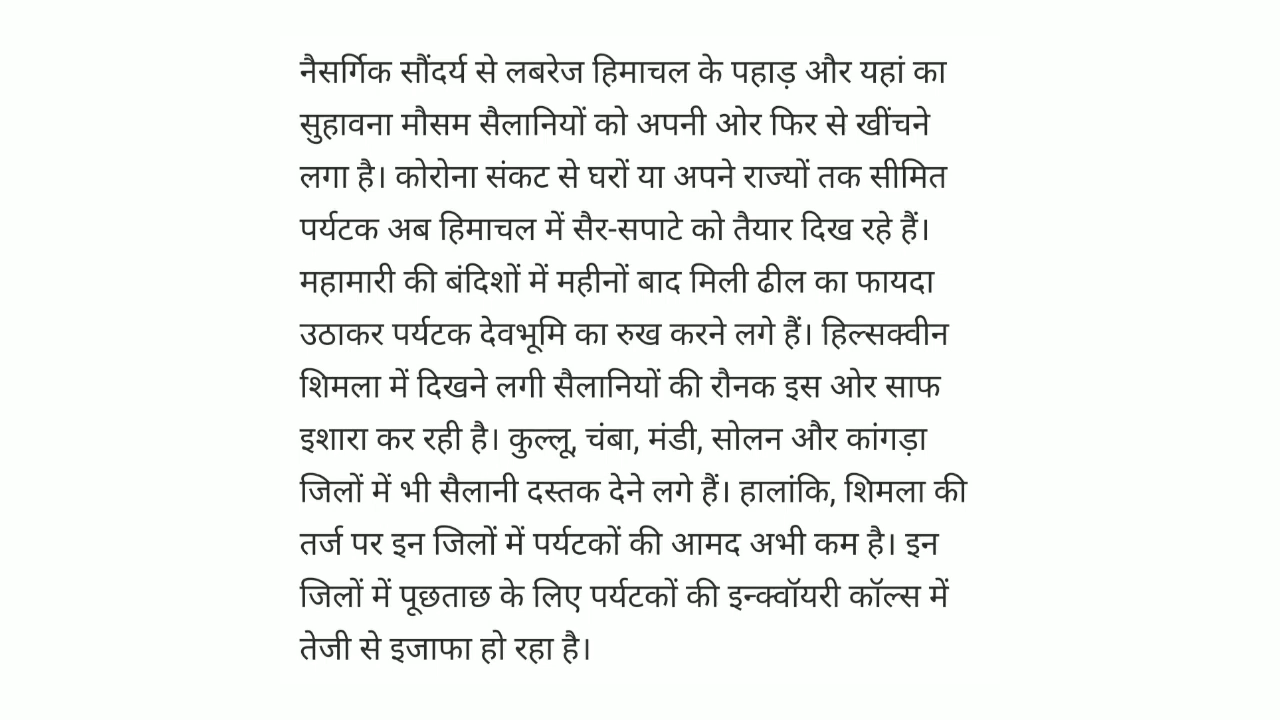 नैसर्गिक सौंदर्य से लबरेज हिमाचल के पहाड़ और यहां का
सुहावना मौसम सैलानियों को अपनी ओर फिर से खींचने
लगा है। कोरोना संकट से घरों या अपने राज्यों तक सीमित
पर्यटक अब हिमाचल में सैर-सपाटे को तैयार दिख रहे हैं।
महामारी की बंदिशों में महीनों बाद मिली ढील का फायदा
उठाकर पर्यटक देवभूमि का रुख करने लगे हैं। हिल्सक्वीन
शिमला में दिखने लगी सैलानियों की रौनक इस ओर साफ
इशारा कर रही है। कुल्लू, चंबा, मंडी, सोलन और कांगड़ा
जिलों में भी सैलानी दस्तक देने लगे हैं। हालांकि, शिमला की
तर्ज पर इन जिलों में पर्यटकों की आमद अभी कम है। इन
जिलों में पूछताछ के लिए पर्यटकों की इन्क्वॉयरी कॉल्स में
तेजी से इजाफा हो रहा है।